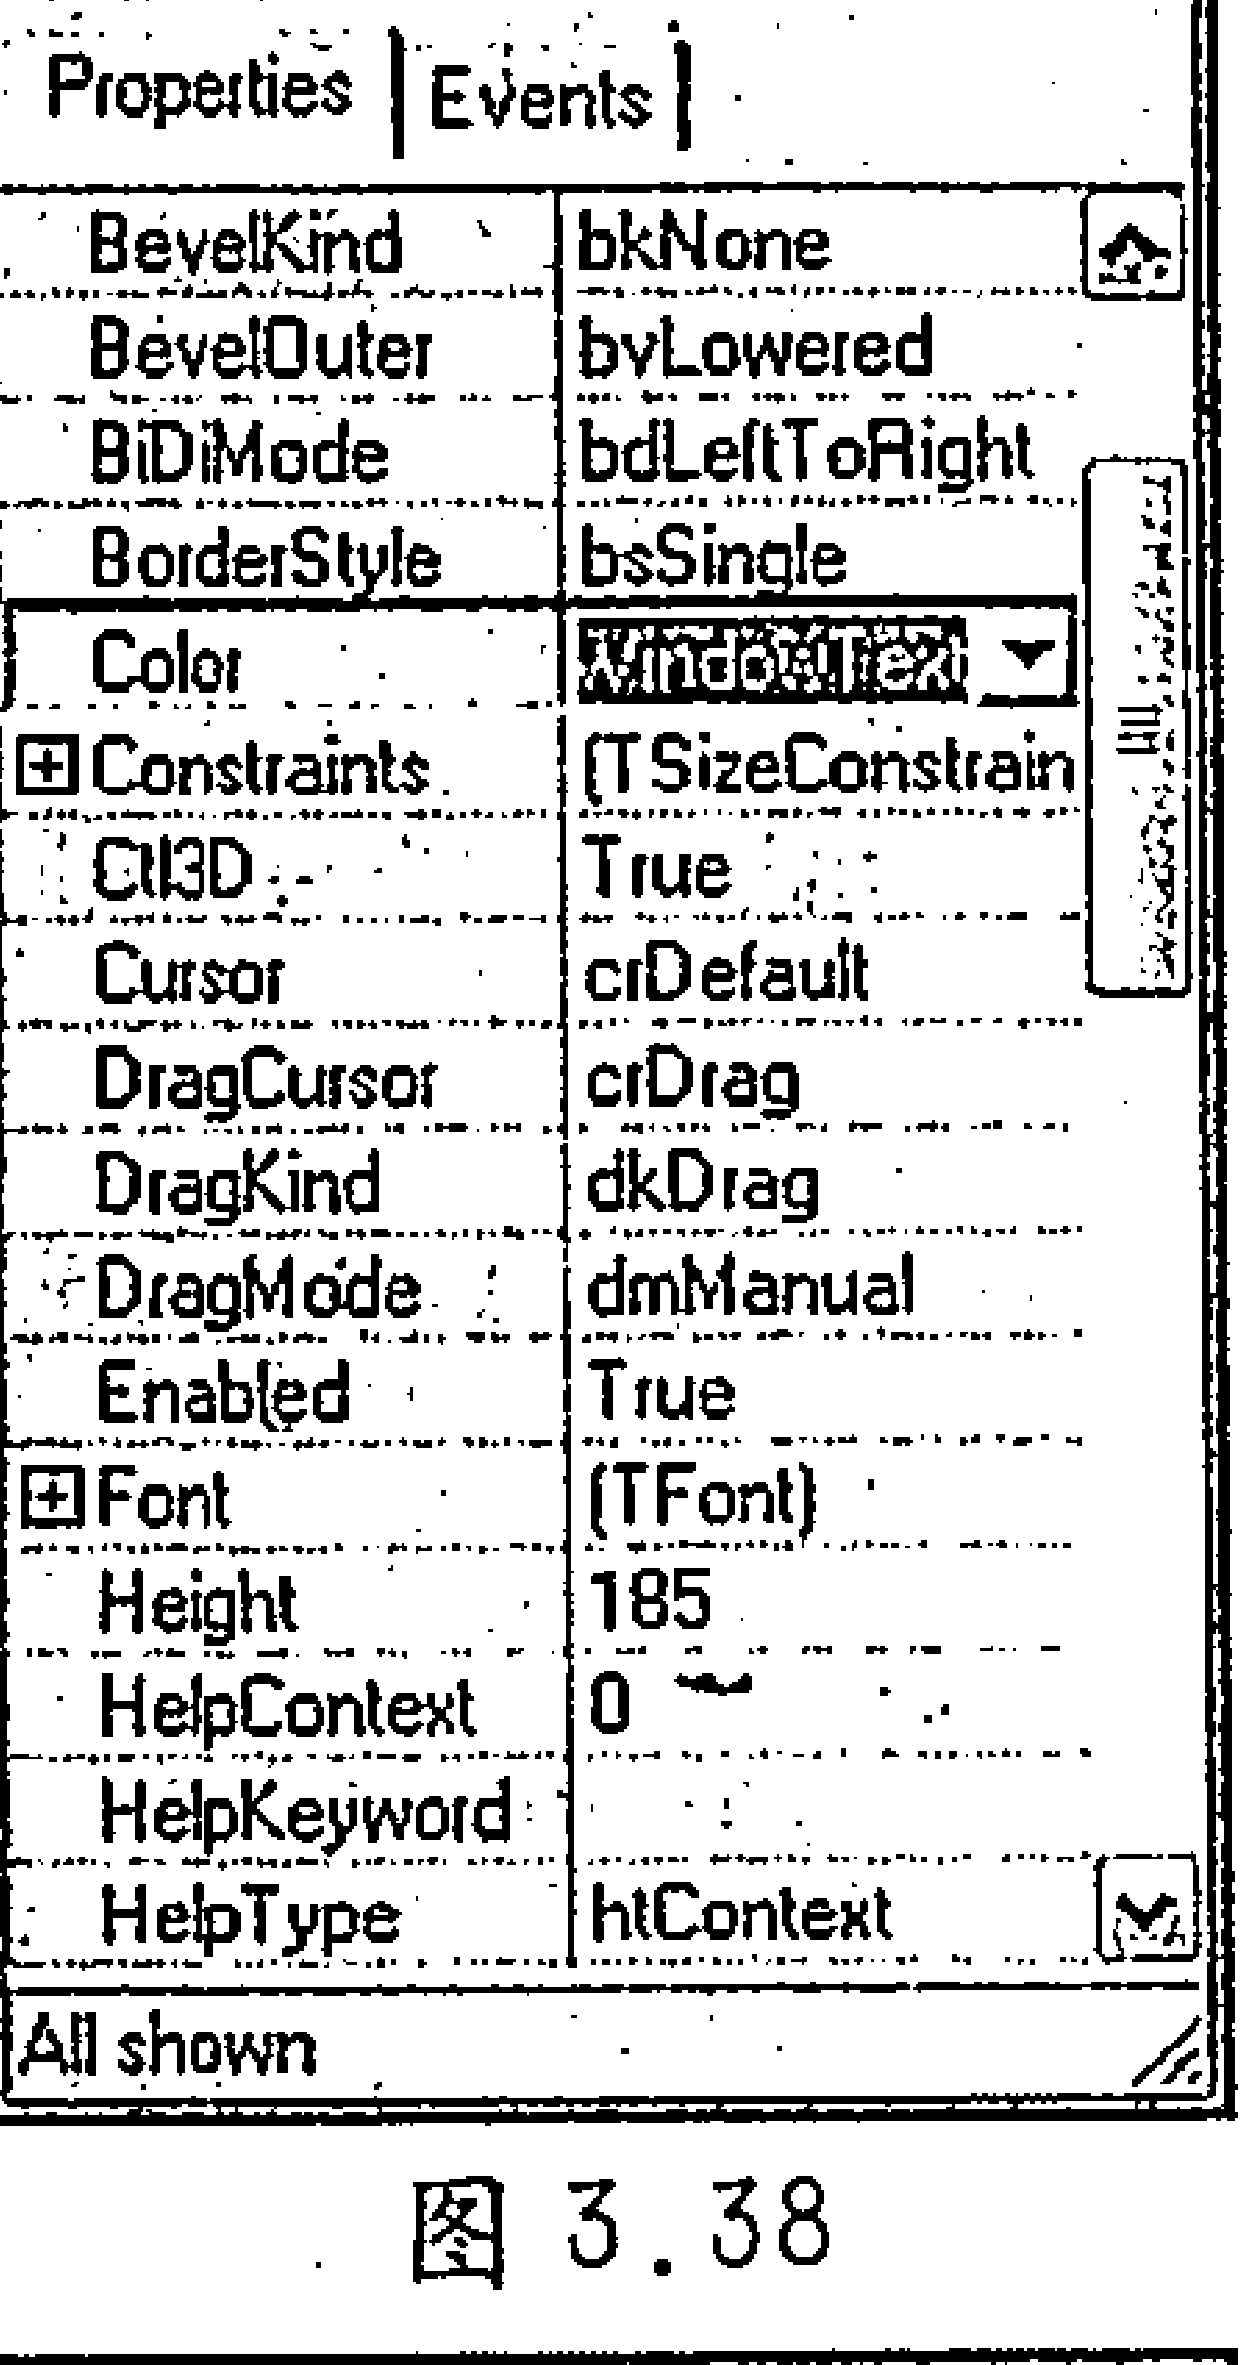 Properties Events
BevelKind bkNone
BevelOuter bvLowered
BiDiMode bdLeftToRight
BorderStyle bsSingle
Color WindowText
Constraints (TSizeConstrain
Ctl3D True
Cursor crDefault
DragCursor crDrag
DragKind dkDrag
DragMode dmManual
Enabled True
Font (TFont)
Height 185
HelpContext 0
HelpKeyword
HelpType htContext
All shown
图 3.38